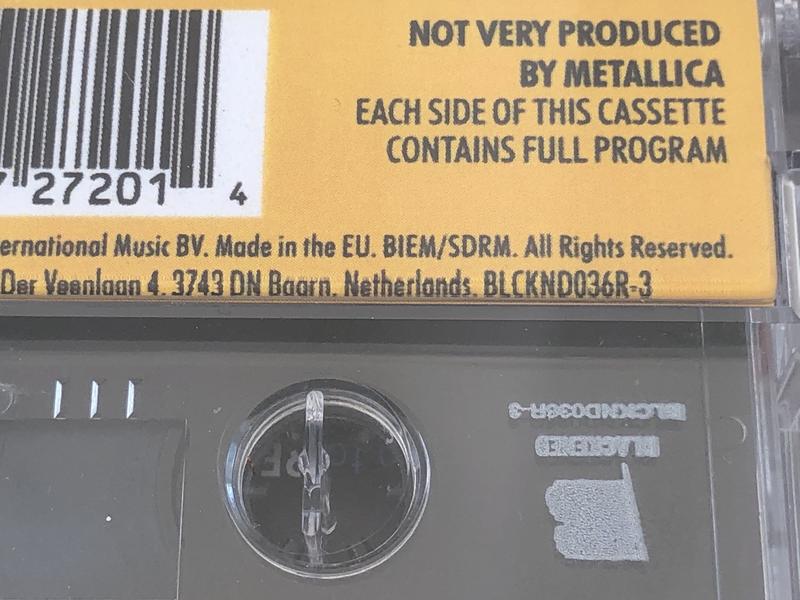 NOT VERY PRODUCED
BY METALLICA
EACH SIDE OF THIS CASSETTE
CONTAINS FULL PROGRAM
27201 4
ernational Music BV. Made in the EU. BIEM/SDRM. All Rights Reserved.
Der Veenlaan 4. 3743 DN Baarn. Netherlands. BLCKND036R-3
BLCKND036R-3
BLACKENED